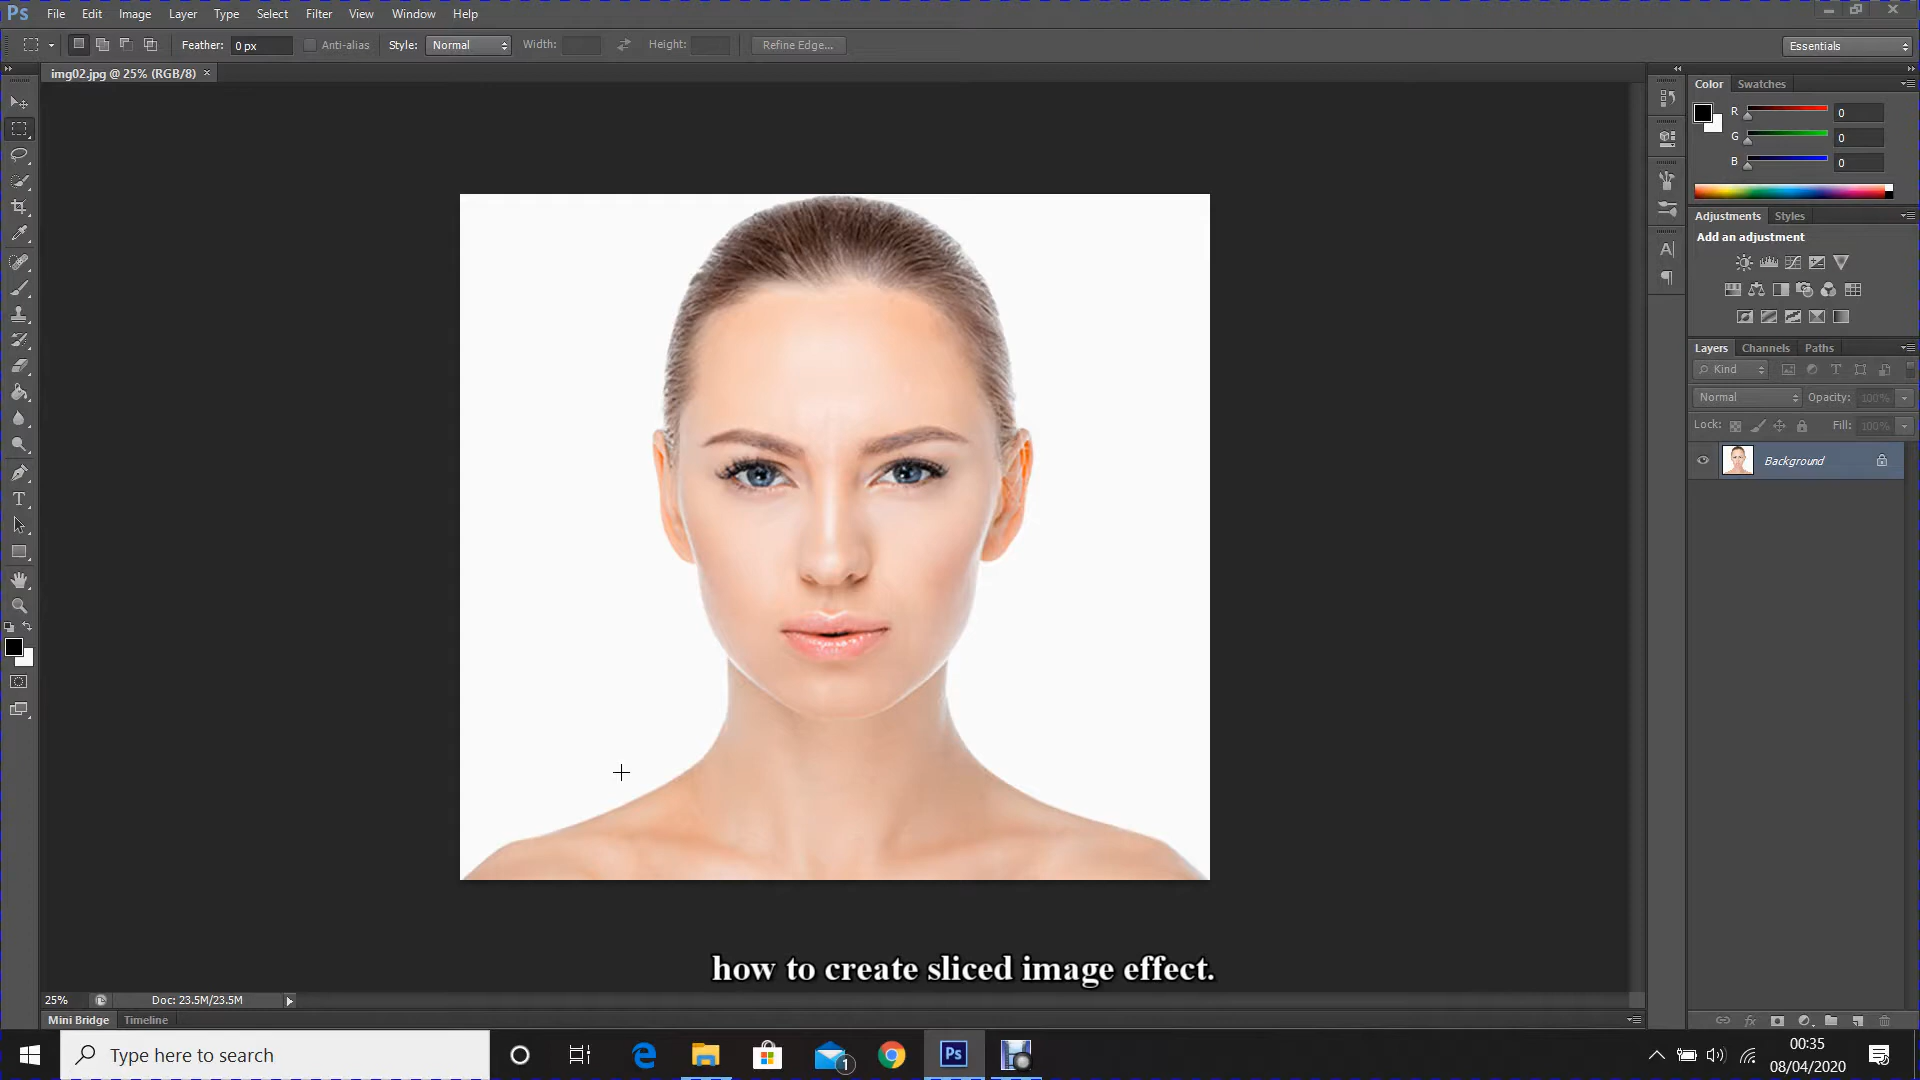 Ps File Edit Image Layer Type Select Filter View Window Help
Feather: 0 px Anti-alias Style: Normal Width: Height: Refine Edge... Essentials
img02.jpg @ 25% (RGB/8) ×
Color Swatches
R 0
G 0
B 0
Adjustments Styles
Add an adjustment
Layers Channels Paths
Kind
Normal Opacity: 100%
Lock: Fill: 100%
Background
how to create sliced image effect.
25% Doc: 23.5M/23.5M
Mini Bridge Timeline
Type here to search
Ps
1
00:35
08/04/2020